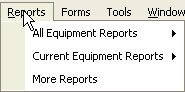 Reports Forms Tools Window
All Equipment Reports
Current Equipment Reports
More Reports